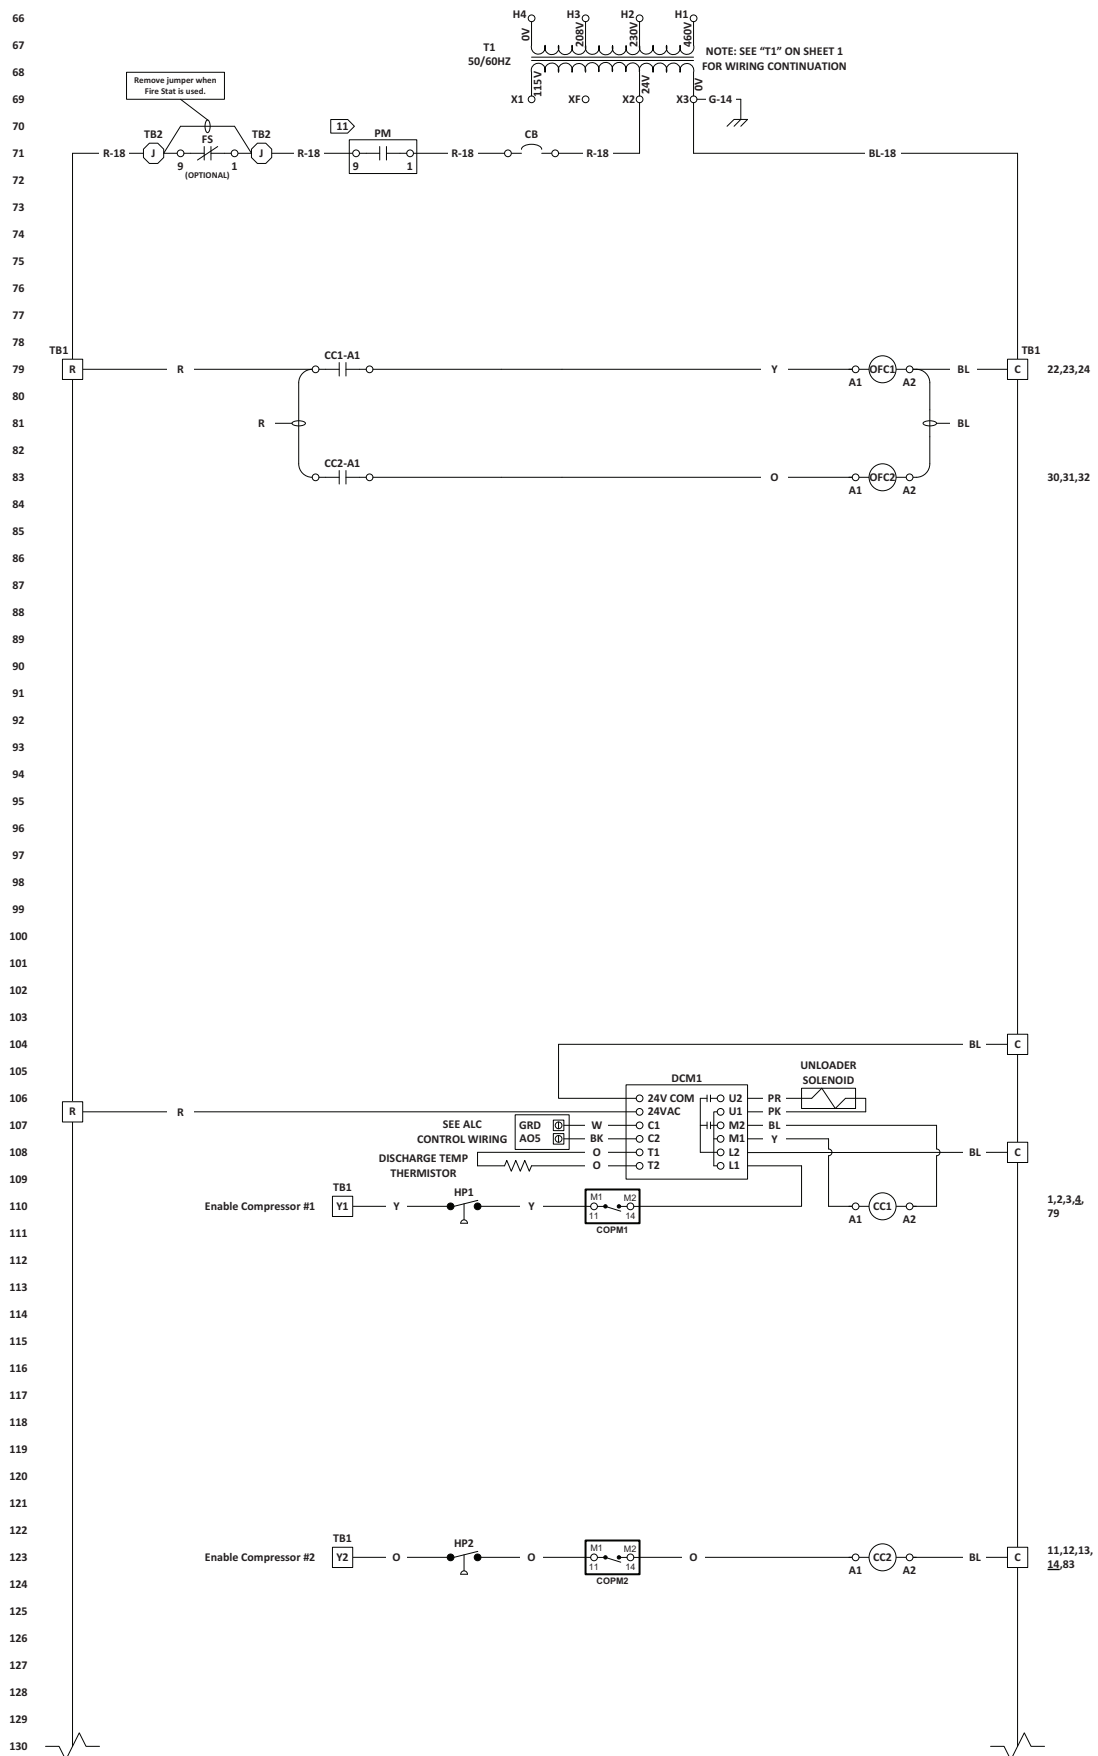 66 H4 H3 H2 H1
0V 208V 230V 460V
67 T1
50/60HZ
NOTE: SEE “T1” ON SHEET 1
FOR WIRING CONTINUATION
68 115V 24V 0V
Remove jumper when
Fire Stat is used.
69 X1 XF X2 X3 G-14
70 TB2 FS TB2 11 PM CB
71 R-18 J 9 1 J R-18 9 1 R-18 R-18 BL-18
(OPTIONAL)
72
73
74
75
76
77
78
TB1 CC1-A1 TB1
79 R R Y A1 OFC1 A2 BL C 22,23,24
80
81 R BL
82
CC2-A1
83 O A1 OFC2 A2 30,31,32
84
85
86
87
88
89
90
91
92
93
94
95
96
97
98
99
100
101
102
103
104 BL C
105 DCM1 UNLOADER
SOLENOID
106 24V COM U2 PR
R R 24VAC U1 PK
107 SEE ALC
CONTROL WIRING
GRD W C1 M2 BL
AO5 BK C2 M1 Y
108 O T1 L2 BL C
DISCHARGE TEMP
THERMISTOR
O T2 L1
109
TB1 HP1
110 Enable Compressor #1 Y1 Y Y M1 M2 11 14 A1 CC1 A2 1,2,3,4,
79
COPM1
111
112
113
114
115
116
117
118
119
120
121
122
TB1 HP2
123 Enable Compressor #2 Y2 O O M1 M2 11 14 O A1 CC2 A2 BL C 11,12,13,
14,83
COPM2
124
125
126
127
128
129
130